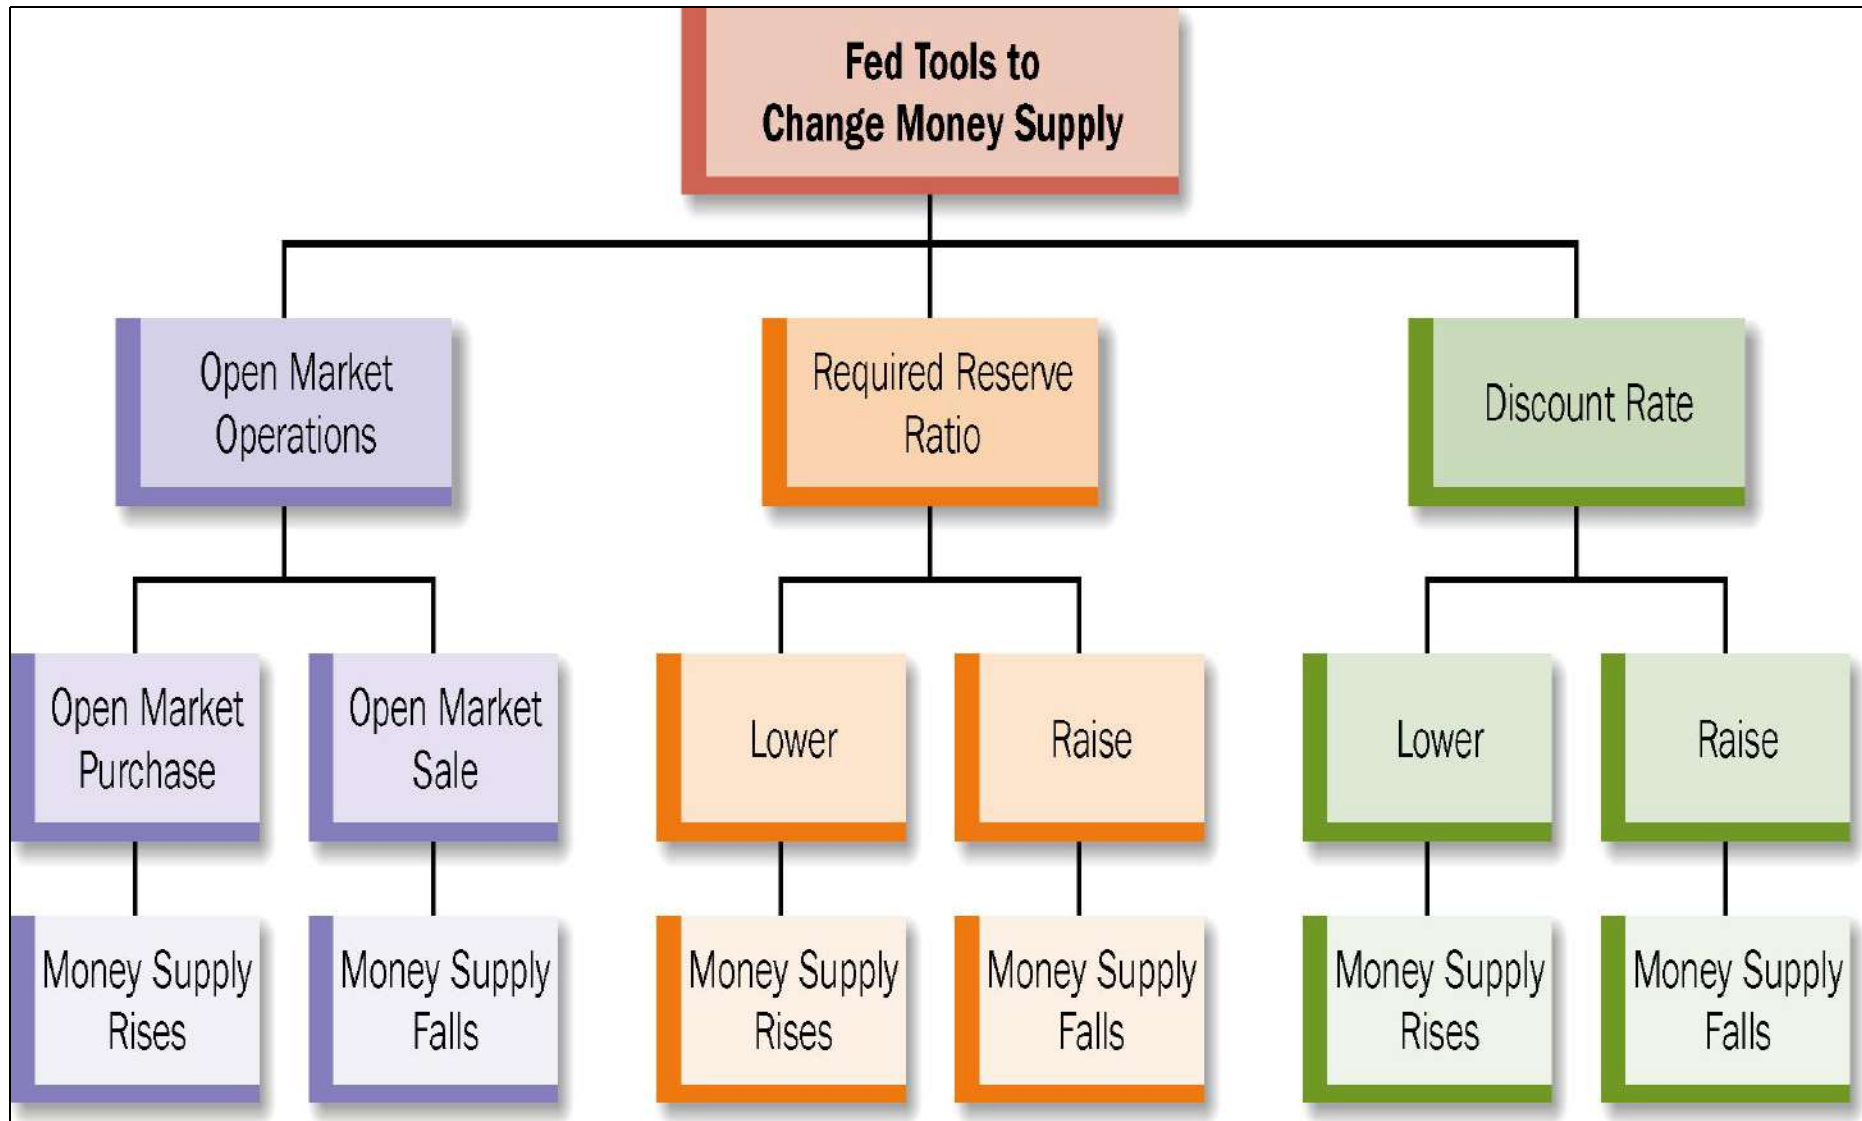 Fed Tools to
Change Money Supply
Open Market
Operations
Required Reserve
Ratio
Discount Rate
Open Market
Purchase
Open Market
Sale
Lower
Raise
Lower
Raise
Money Supply
Rises
Money Supply
Falls
Money Supply
Rises
Money Supply
Falls
Money Supply
Rises
Money Supply
Falls